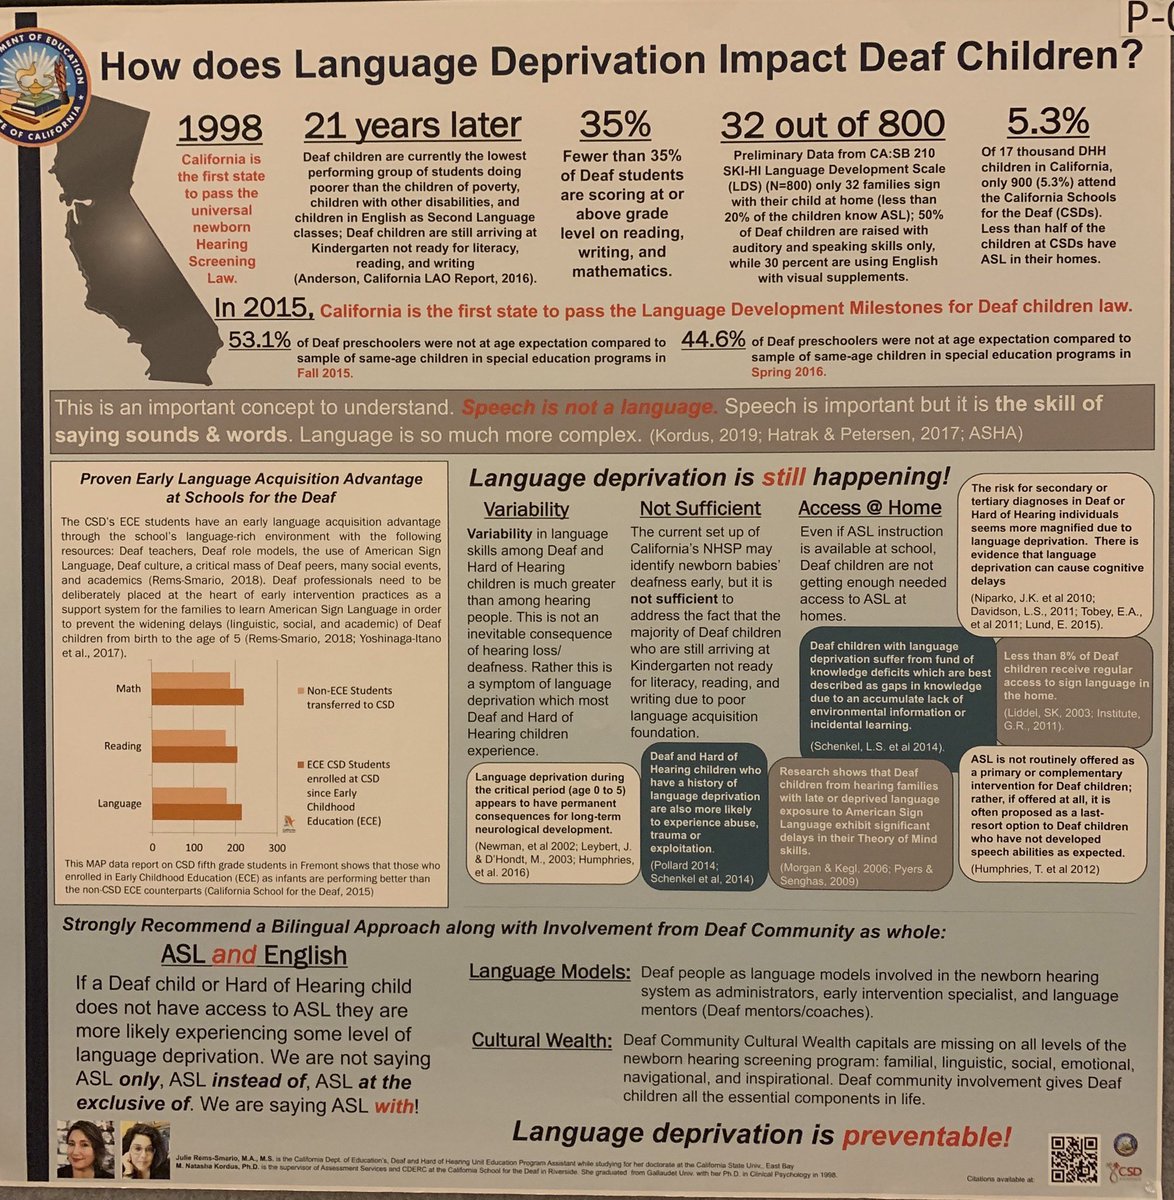 P-
MENT OF EDUCATION
STATE OF CALIFORNIA
How does Language Deprivation Impact Deaf Children?
1998
California is
the first state
to pass the
universal
newborn
Hearing
Screening
Law.
21 years later
Deaf children are currently the lowest
performing group of students doing
poorer than the children of poverty,
children with other disabilities, and
children in English as Second Language
classes; Deaf children are still arriving at
Kindergarten not ready for literacy,
reading, and writing
(Anderson, California LAO Report, 2016).
35%
Fewer than 35%
of Deaf students
are scoring at or
above grade
level on reading,
writing, and
mathematics.
32 out of 800
Preliminary Data from CA:SB 210
SKI-HI Language Development Scale
(LDS) (N=800) only 32 families sign
with their child at home (less than
20% of the children know ASL); 50%
of Deaf children are raised with
auditory and speaking skills only,
while 30 percent are using English
with visual supplements.
5.3%
Of 17 thousand DHH
children in California,
only 900 (5.3%) attend
the California Schools
for the Deaf (CSDs).
Less than half of the
children at CSDs have
ASL in their homes.
In 2015, California is the first state to pass the Language Development Milestones for Deaf children law.
53.1% of Deaf preschoolers were not at age expectation compared to
sample of same-age children in special education programs in
Fall 2015.
44.6% of Deaf preschoolers were not at age expectation compared to
sample of same-age children in special education programs in
Spring 2016.
This is an important concept to understand. Speech is not a language. Speech is important but it is the skill of
saying sounds & words. Language is so much more complex. (Kordus, 2019; Hatrak & Petersen, 2017; ASHA)
Proven Early Language Acquisition Advantage
at Schools for the Deaf
The CSD's ECE students have an early language acquisition advantage
through the school's language-rich environment with the following
resources: Deaf teachers, Deaf role models, the use of American Sign
Language, Deaf culture, a critical mass of Deaf peers, many social events,
and academics (Rems-Smario, 2018). Deaf professionals need to be
deliberately placed at the heart of early intervention practices as a
support system for the families to learn American Sign Language in order
to prevent the widening delays (linguistic, social, and academic) of Deaf
children from birth to the age of 5 (Rems-Smario, 2018; Yoshinaga-Itano
et al., 2017).
Math
Reading
Language
0 100 200 300
Non-ECE Students
transferred to CSD
ECE CSD Students
enrolled at CSD
since Early
Childhood
Education (ECE)
This MAP data report on CSD fifth grade students in Fremont shows that those who
enrolled in Early Childhood Education (ECE) as infants are performing better than
the non-CSD ECE counterparts (California School for the Deaf, 2015)
Language deprivation is still happening!
Variability
Variability in language
skills among Deaf and
Hard of Hearing
children is much greater
than among hearing
people. This is not an
inevitable consequence
of hearing loss/
deafness. Rather this is
a symptom of language
deprivation which most
Deaf and Hard of
Hearing children
experience.
Not Sufficient
The current set up of
California's NHSP may
identify newborn babies'
deafness early, but it is
not sufficient to
address the fact that the
majority of Deaf children
who are still arriving at
Kindergarten not ready
for literacy, reading, and
writing due to poor
language acquisition
foundation.
Access @ Home
Even if ASL instruction
is available at school,
Deaf children are not
getting enough needed
access to ASL at
homes.
The risk for secondary or
tertiary diagnoses in Deaf or
Hard of Hearing individuals
seems more magnified due to
language deprivation. There is
evidence that language
deprivation can cause cognitive
delays
(Niparko, J.K. et al 2010;
Davidson, L.S., 2011; Tobey, E.A.,
et al 2011; Lund, E. 2015).
Deaf children with language
deprivation suffer from fund of
knowledge deficits which are best
described as gaps in knowledge
due to an accumulate lack of
environmental information or
incidental learning.
(Schenkel, L.S. et al 2014).
Less than 8% of Deaf
children receive regular
access to sign language in
the home.
(Liddel, SK, 2003; Institute,
G.R., 2011).
Language deprivation during
the critical period (age 0 to 5)
appears to have permanent
consequences for long-term
neurological development.
(Newman, et al 2002; Leybert, J.
& D'Hondt, M., 2003; Humphries,
et al. 2016)
Deaf and Hard of
Hearing children who
have a history of
language deprivation
are also more likely
to experience abuse,
trauma or
exploitation.
(Pollard 2014;
Schenkel et al, 2014)
Research shows that Deaf
children from hearing families
with late or deprived language
exposure to American Sign
Language exhibit significant
delays in their Theory of Mind
skills.
(Morgan & Kegl, 2006; Pyers &
Senghas, 2009)
ASL is not routinely offered as
a primary or complementary
intervention for Deaf children;
rather, if offered at all, it is
often proposed as a last-
resort option to Deaf children
who have not developed
speech abilities as expected.
(Humphries, T. et al 2012)
Strongly Recommend a Bilingual Approach along with Involvement from Deaf Community as whole:
ASL and English
If a Deaf child or Hard of Hearing child
does not have access to ASL they are
more likely experiencing some level of
language deprivation. We are not saying
ASL only, ASL instead of, ASL at the
exclusive of. We are saying ASL with!
Language Models: Deaf people as language models involved in the newborn hearing
system as administrators, early intervention specialist, and language
mentors (Deaf mentors/coaches).
Cultural Wealth: Deaf Community Cultural Wealth capitals are missing on all levels of the
newborn hearing screening program: familial, linguistic, social, emotional,
navigational, and inspirational. Deaf community involvement gives Deaf
children all the essential components in life.
Language deprivation is preventable!
Julie Rems-Smario, M.A., M.S. is the California Dept. of Education's, Deaf and Hard of Hearing Unit Education Program Assistant while studying for her doctorate at the California State Univ., East Bay
M. Natasha Kordus, Ph.D. is the supervisor of Assessment Services and CDERC at the California School for the Deaf in Riverside. She graduated from Gallaudet Univ. with her Ph.D. in Clinical Psychology in 1998.
Citations available at:
CSD